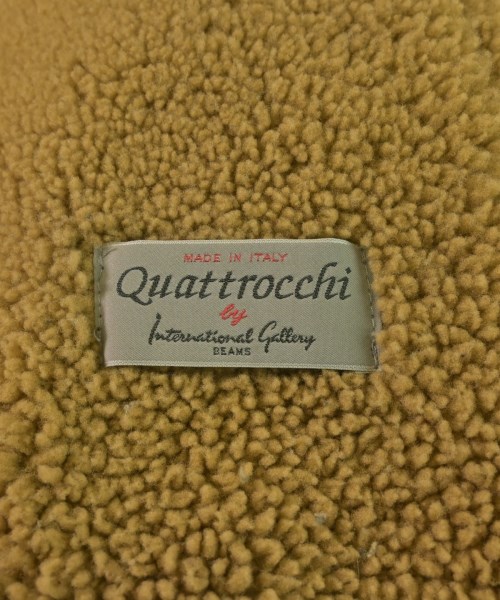 MADE IN ITALY
Quattrocchi
by
International Gallery
BEAMS